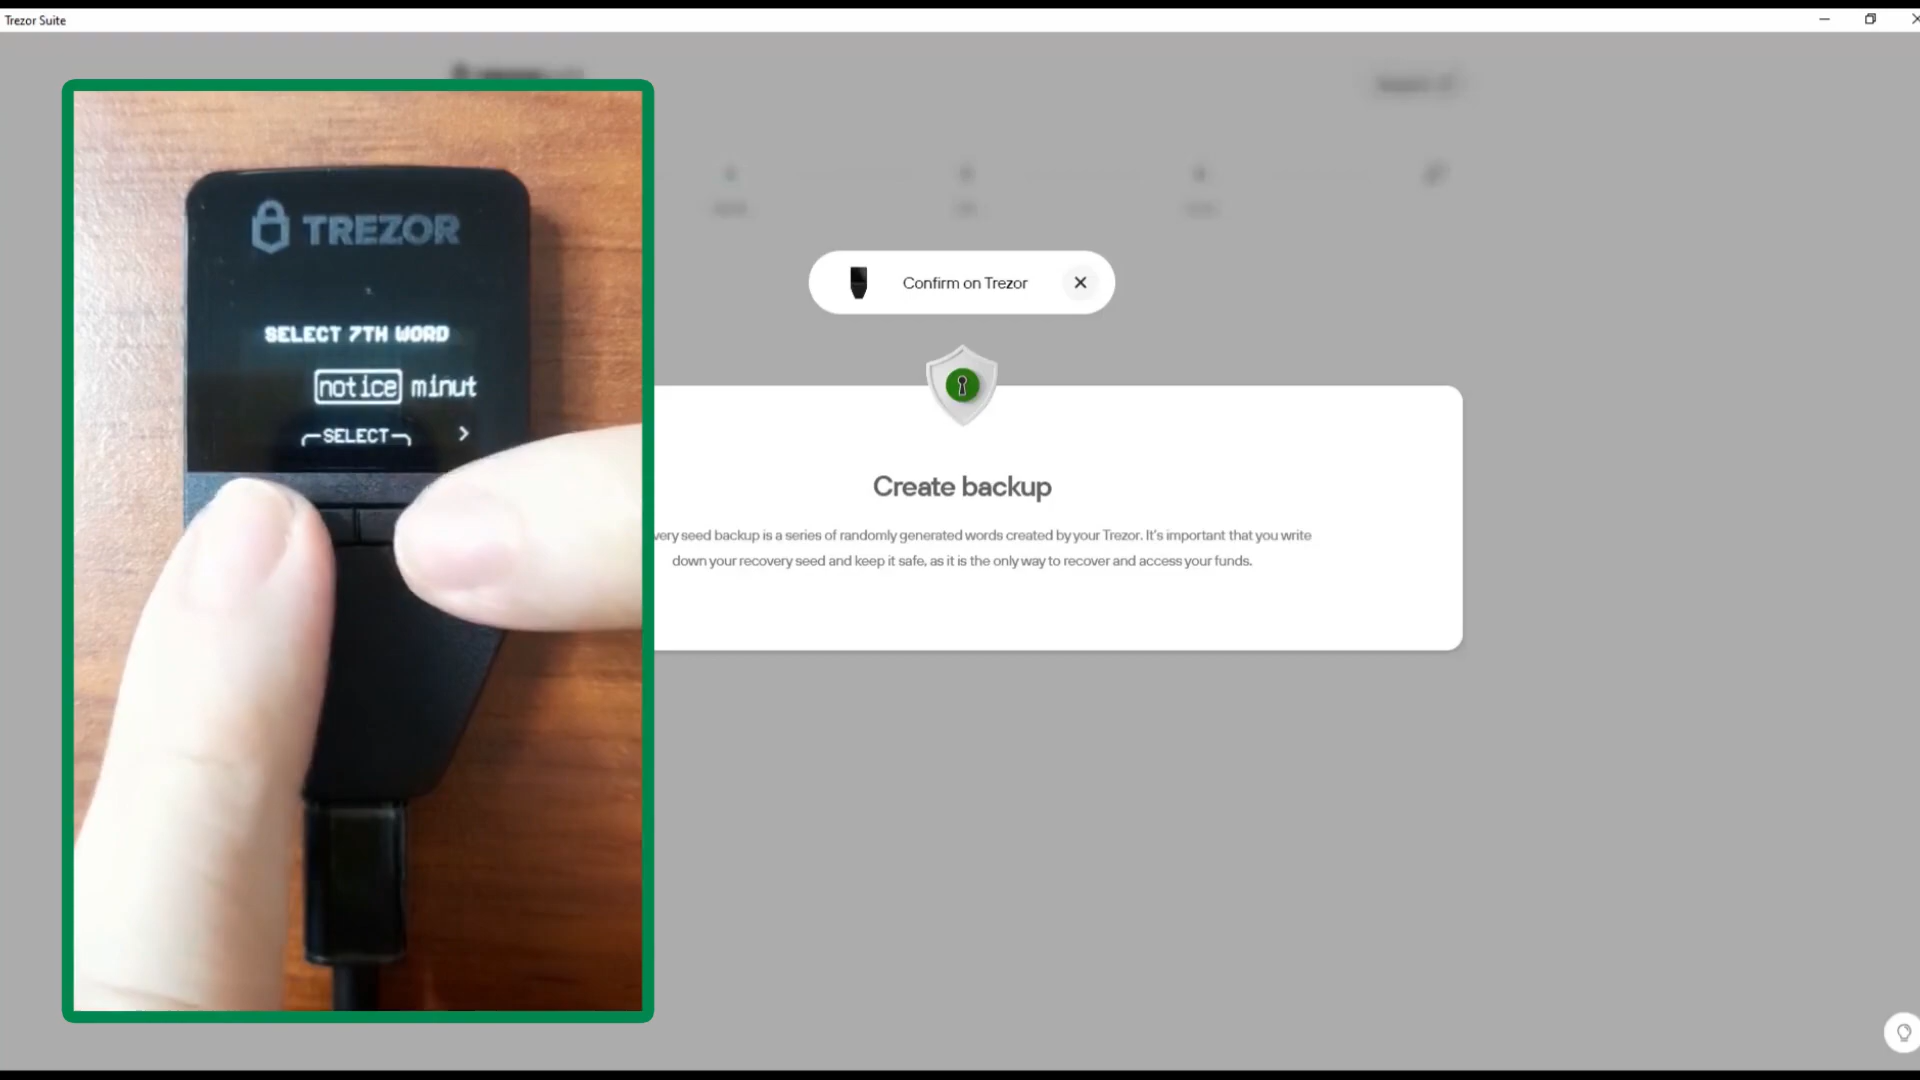 Trezor Suite
TREZOR
SELECT 7TH WORD
notice minut
SELECT
Confirm on Trezor
Create backup
very seed backup is a series of randomly generated words created by your Trezor. It's important that you write
down your recovery seed and keep it safe, as it is the only way to recover and access your funds.